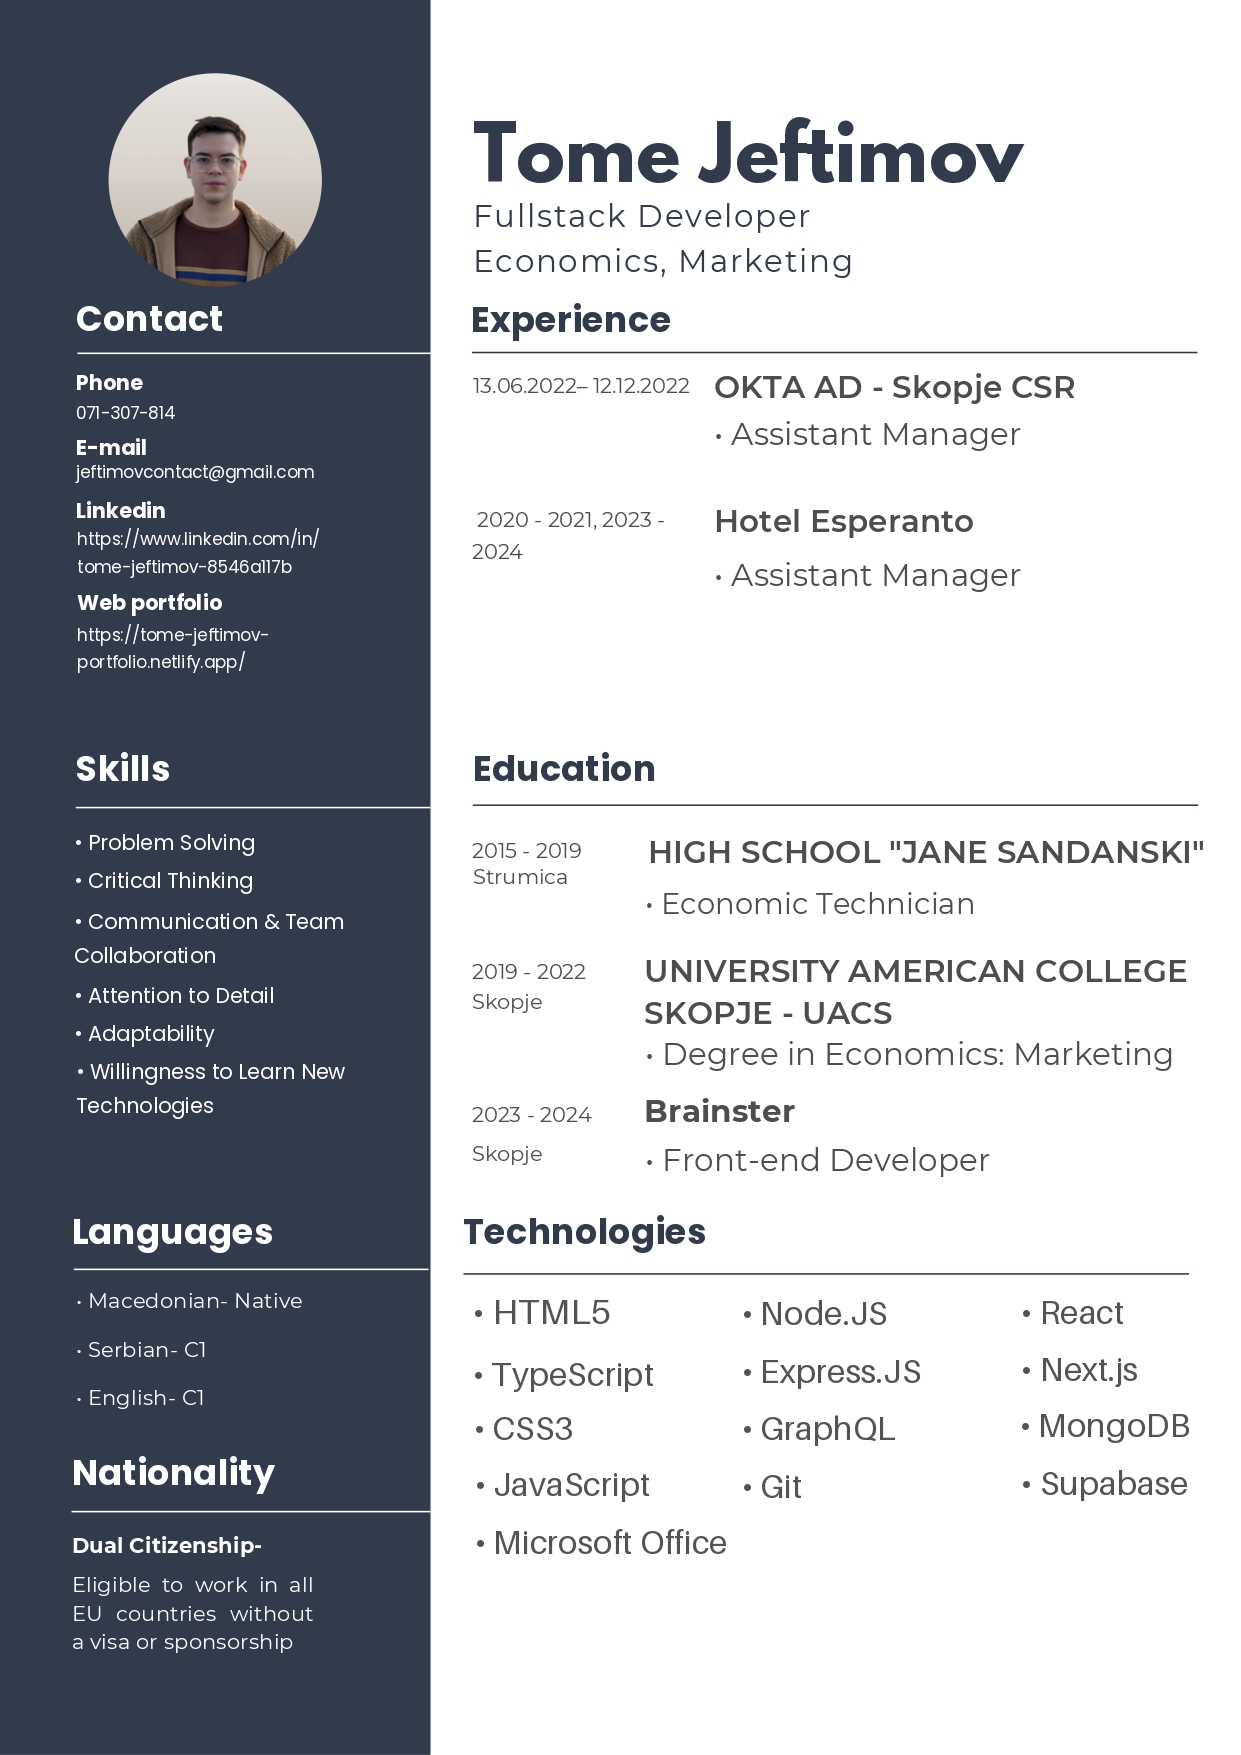 Tome Jeftimov
Fullstack Developer
Economics, Marketing
Contact
Phone
071-307-814
E-mail
jeftimovcontact@gmail.com
Linkedin
https://www.linkedin.com/in/
tome-jeftimov-8546a117b
Web portfolio
https://tome-jeftimov-
portfolio.netlify.app/
Skills
• Problem Solving
• Critical Thinking
• Communication & Team
Collaboration
• Attention to Detail
• Adaptability
• Willingness to Learn New
Technologies
Languages
• Macedonian- Native
• Serbian- C1
• English- C1
Nationality
Dual Citizenship-
Eligible to work in all
EU countries without
a visa or sponsorship
Experience
13.06.2022– 12.12.2022 OKTA AD - Skopje CSR
• Assistant Manager
2020 - 2021, 2023 - Hotel Esperanto
2024
• Assistant Manager
Education
2015 - 2019 HIGH SCHOOL "JANE SANDANSKI"
Strumica
• Economic Technician
2019 - 2022 UNIVERSITY AMERICAN COLLEGE
Skopje SKOPJE - UACS
• Degree in Economics: Marketing
2023 - 2024 Brainster
Skopje • Front-end Developer
Technologies
• HTML5
• TypeScript
• CSS3
• JavaScript
• Microsoft Office
• Node.JS
• Express.JS
• GraphQL
• Git
• React
• Next.js
• MongoDB
• Supabase